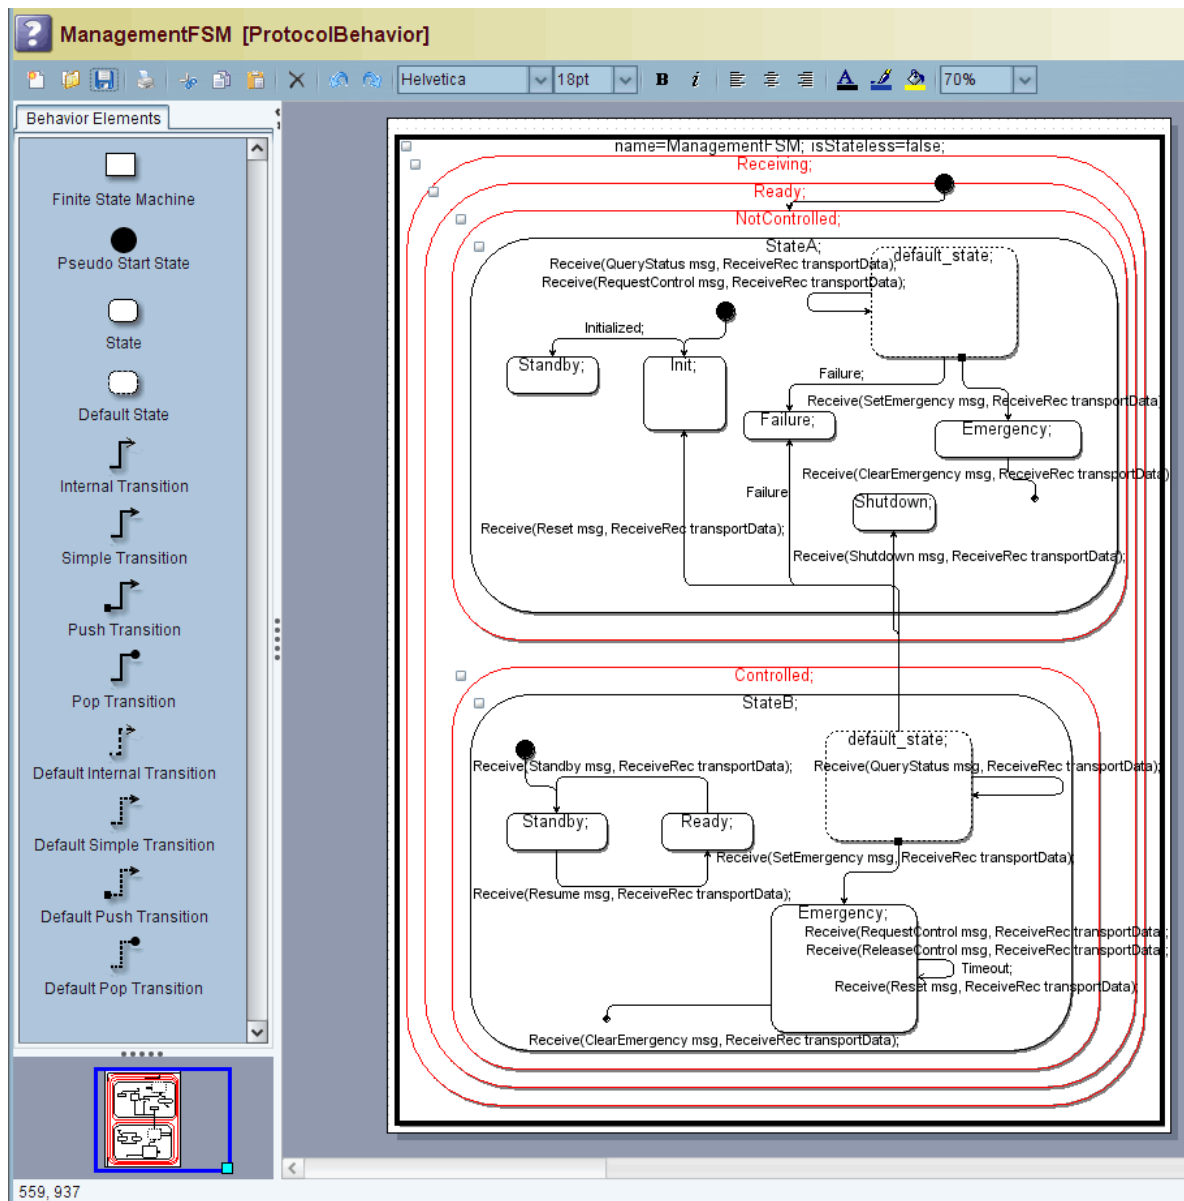 ManagementFSM [ProtocolBehavior]
Helvetica
18pt
B
i
A
70%
Behavior Elements
Finite State Machine
Pseudo Start State
State
Default State
Internal Transition
Simple Transition
Push Transition
Pop Transition
Default Internal Transition
Default Simple Transition
Default Push Transition
Default Pop Transition
559, 937
name=ManagementFSM; isStateless=false;
Receiving;
Ready;
NotControlled;
StateA;
default_state;
Receive(QueryStatus msg, ReceiveRec transportData);
Receive(RequestControl msg, ReceiveRec transportData);
Initialized;
Standby;
Init;
Failure;
Receive(SetEmergency msg, ReceiveRec transportData)
Failure;
Emergency;
Receive(ClearEmergency msg, ReceiveRec transportData)
Failure
Shutdown;
Receive(Reset msg, ReceiveRec transportData);
Receive(Shutdown msg, ReceiveRec transportData);
Controlled;
StateB;
default_state;
Receive(Standby msg, ReceiveRec transportData);
Receive(QueryStatus msg, ReceiveRec transportData);
Standby;
Ready;
Receive(SetEmergency msg, ReceiveRec transportData);
Receive(Resume msg, ReceiveRec transportData);
Emergency;
Receive(RequestControl msg, ReceiveRec transportData);
Receive(ReleaseControl msg, ReceiveRec transportData);
Timeout;
Receive(Reset msg, ReceiveRec transportData);
Receive(ClearEmergency msg, ReceiveRec transportData);